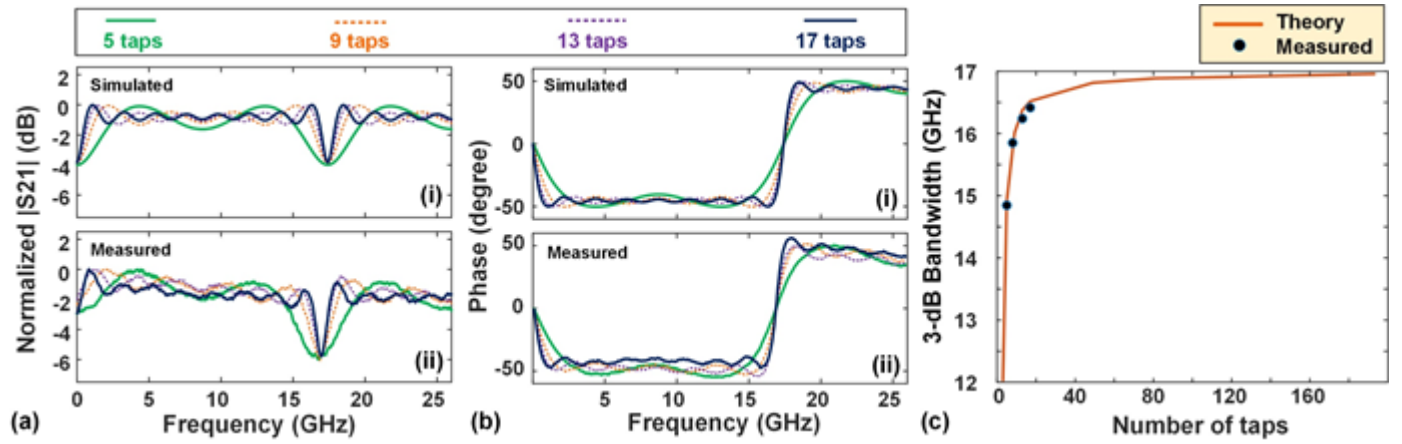 5 taps 9 taps 13 taps 17 taps
Theory
Measured
Normalized |S21| (dB)
Simulated
2
0
-2
-4
-6
(i)
Measured
2
0
-2
-4
-6
(ii)
0 5 10 15 20 25
(a) Frequency (GHz)
Phase (degree)
Simulated
50
0
-50
(i)
Measured
50
0
-50
(ii)
0 5 10 15 20 25
(b) Frequency (GHz)
3-dB Bandwidth (GHz)
17
16
15
14
13
12
0 40 80 120 160
(c) Number of taps